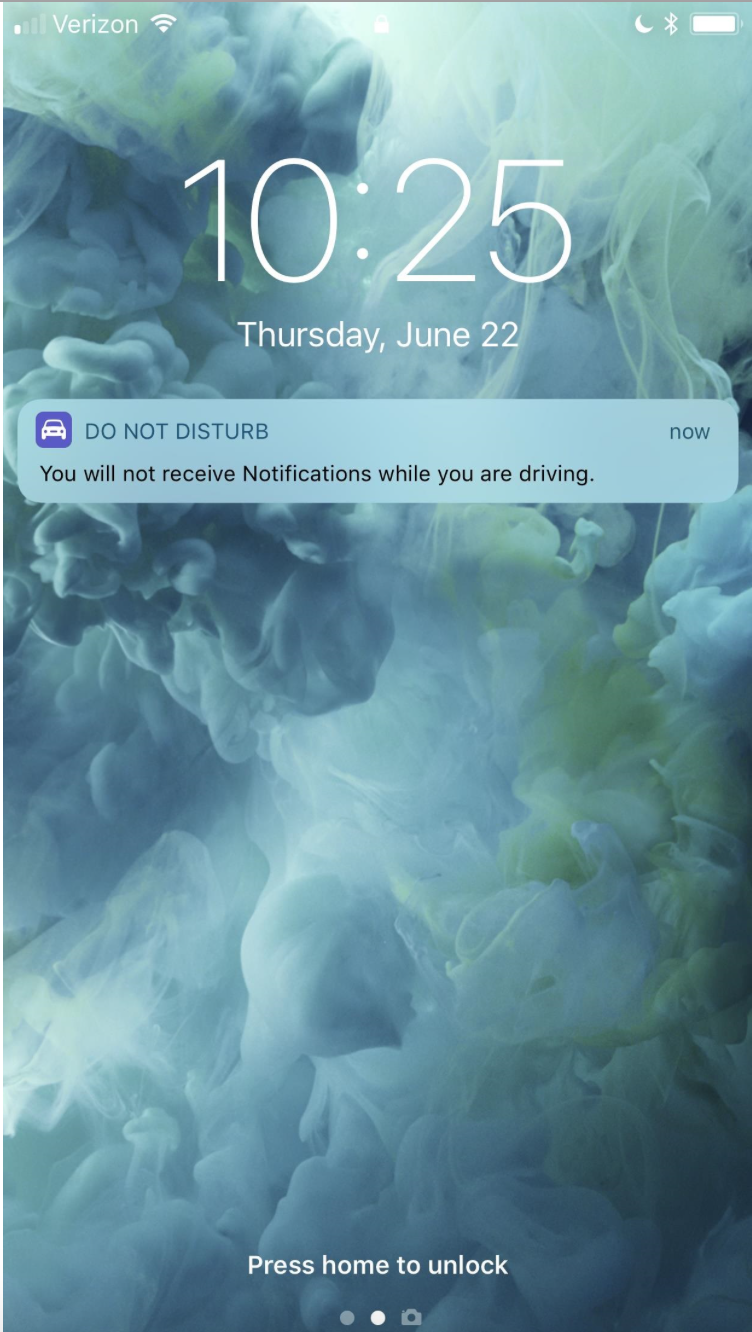 Verizon
10:25
Thursday, June 22
DO NOT DISTURB now
You will not receive Notifications while you are driving.
Press home to unlock